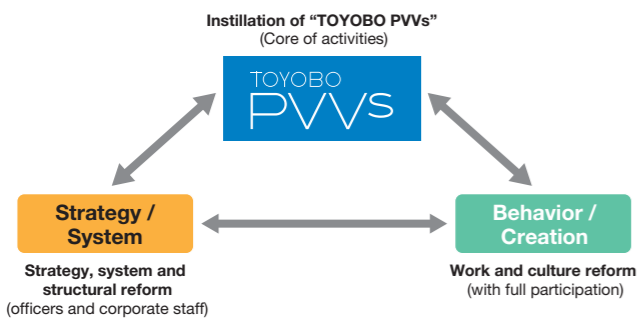 Instillation of “TOYOBO PVVs”
(Core of activities)
TOYOBO
PVVs
Strategy /
System
Strategy, system and
structural reform
(officers and corporate staff)
Behavior /
Creation
Work and culture reform
(with full participation)